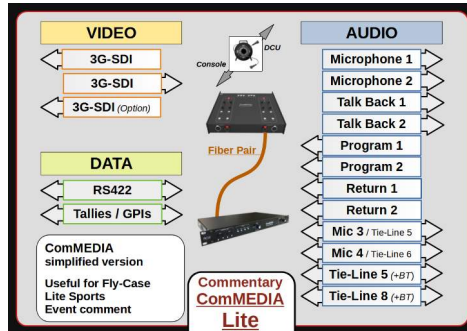 VIDEO
3G-SDI
3G-SDI
3G-SDI (Option)
DATA
RS422
Tallies / GPIs
ComMEDIA
simplified version
Useful for Fly-Case
Lite Sports
Event comment
Console
DCU
Fiber Pair
Commentary
ComMEDIA
Lite
AUDIO
Microphone 1
Microphone 2
Talk Back 1
Talk Back 2
Program 1
Program 2
Return 1
Return 2
Mic 3 / Tie-Line 5
Mic 4 / Tie-Line 6
Tie-Line 5 (+BT)
Tie-Line 8 (+BT)